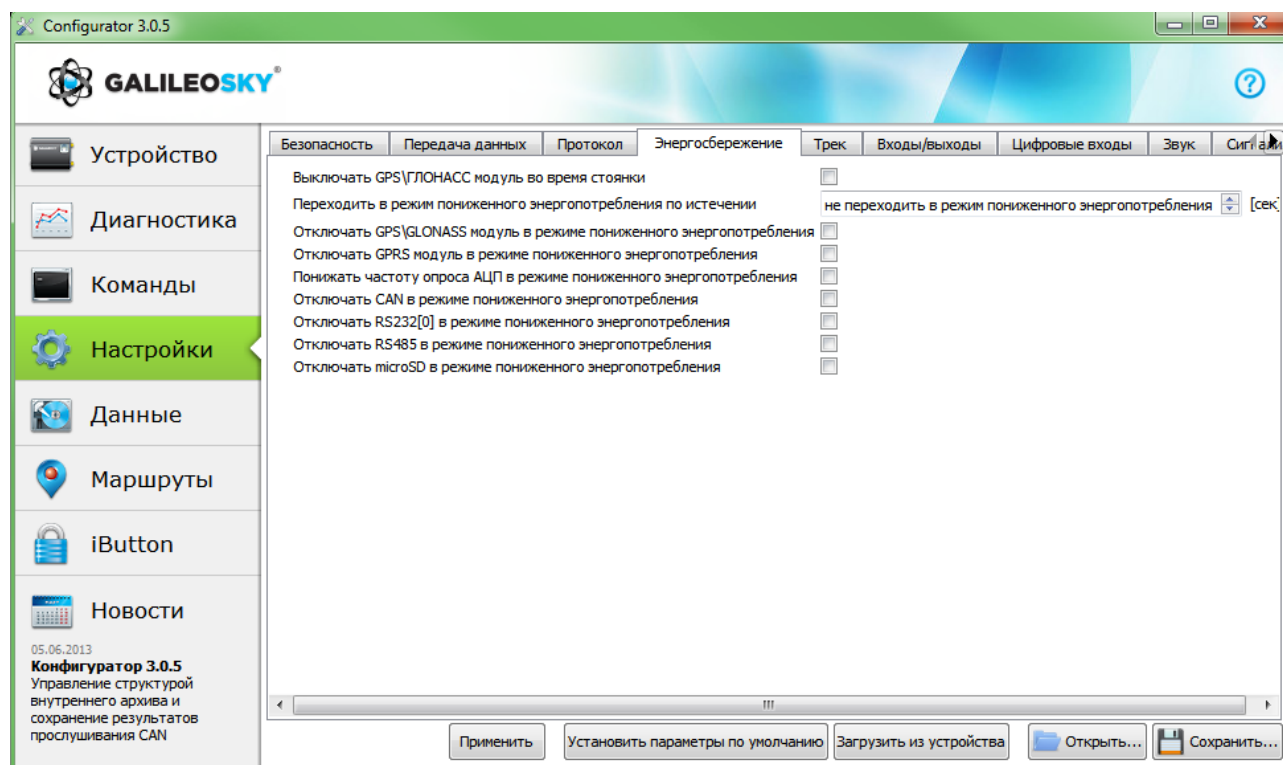 Configurator 3.0.5
GALILEOSKY®
?
Устройство
Диагностика
Команды
Настройки
Данные
Маршруты
iButton
Новости
05.06.2013
Конфигуратор 3.0.5
Управление структурой
внутреннего архива и
сохранение результатов
прослушивания CAN
Безопасность Передача данных Протокол Энергосбережение Трек Входы/выходы Цифровые входы Звук
Выключать GPS\ГЛОНАСС модуль во время стоянки
Переходить в режим пониженного энергопотребления по истечении не переходить в режим пониженного энергопотребления [сек]
Отключать GPS\GLONASS модуль в режиме пониженного энергопотребления
Отключать GPRS модуль в режиме пониженного энергопотребления
Понижать частоту опроса АЦП в режиме пониженного энергопотребления
Отключать CAN в режиме пониженного энергопотребления
Отключать RS232[0] в режиме пониженного энергопотребления
Отключать RS485 в режиме пониженного энергопотребления
Отключать microSD в режиме пониженного энергопотребления
Применить Установить параметры по умолчанию Загрузить из устройства Открыть... Сохранить...